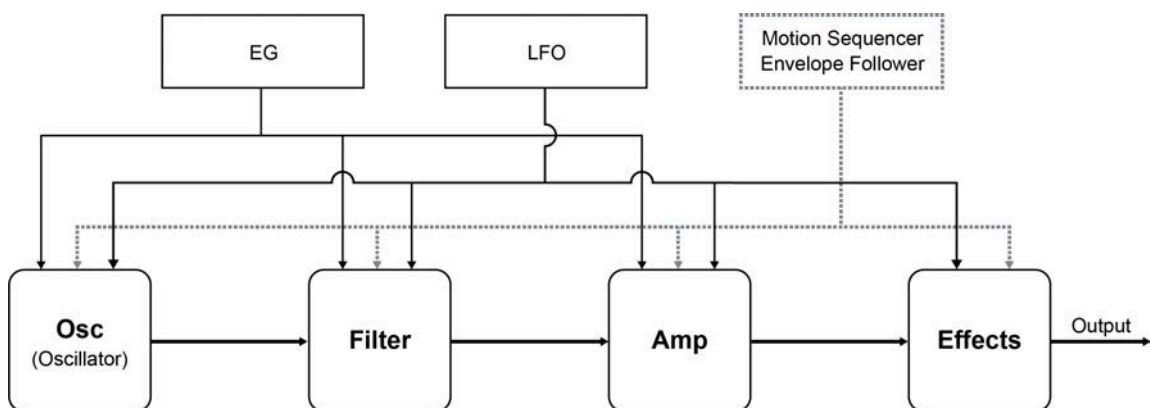 EG
LFO
Motion Sequencer
Envelope Follower
Osc
(Oscillator)
Filter
Amp
Effects
Output